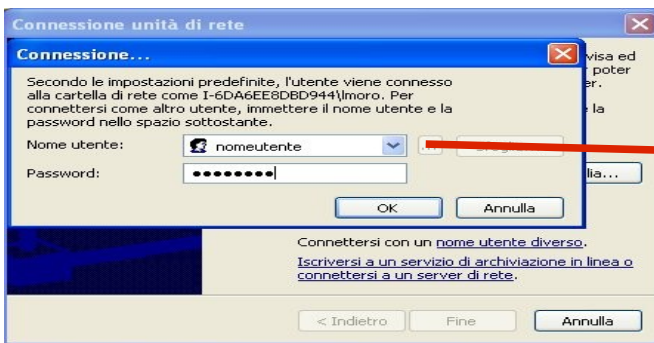 Connessione unità di rete
Connessione...
Secondo le impostazioni predefinite, l'utente viene connesso
alla cartella di rete come I-6DA6EE8DBD944\lmoro. Per
connettersi come altro utente, immettere il nome utente e la
password nello spazio sottostante.
Nome utente:
nomeutente
...
Password:
●●●●●●●●
OK
Annulla
visa ed
poter
er.
la
lia...
Connettersi con un nome utente diverso.
Iscriversi a un servizio di archiviazione in linea o
connettersi a un server di rete.
< Indietro
Fine
Annulla